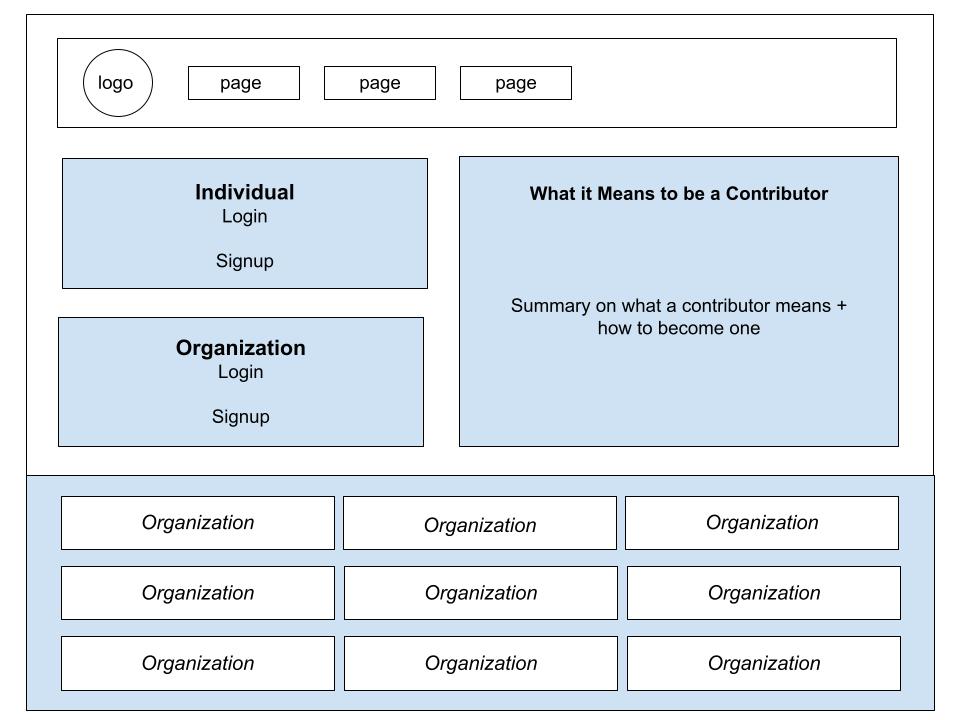 logo
page
page
page
Individual
Login
Signup
Organization
Login
Signup
What it Means to be a Contributor
Summary on what a contributor means +
how to become one
Organization
Organization
Organization
Organization
Organization
Organization
Organization
Organization
Organization